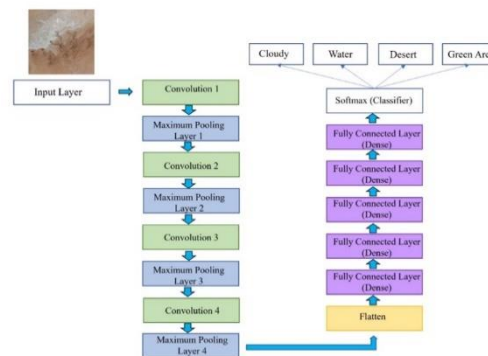 Input Layer
Convolution 1
Maximum Pooling
Layer 1
Convolution 2
Maximum Pooling
Layer 2
Convolution 3
Maximum Pooling
Layer 3
Convolution 4
Maximum Pooling
Layer 4
Flatten
Fully Connected Layer
(Dense)
Fully Connected Layer
(Dense)
Fully Connected Layer
(Dense)
Fully Connected Layer
(Dense)
Fully Connected Layer
(Dense)
Softmax (Classifier)
Cloudy
Water
Desert
Green Are